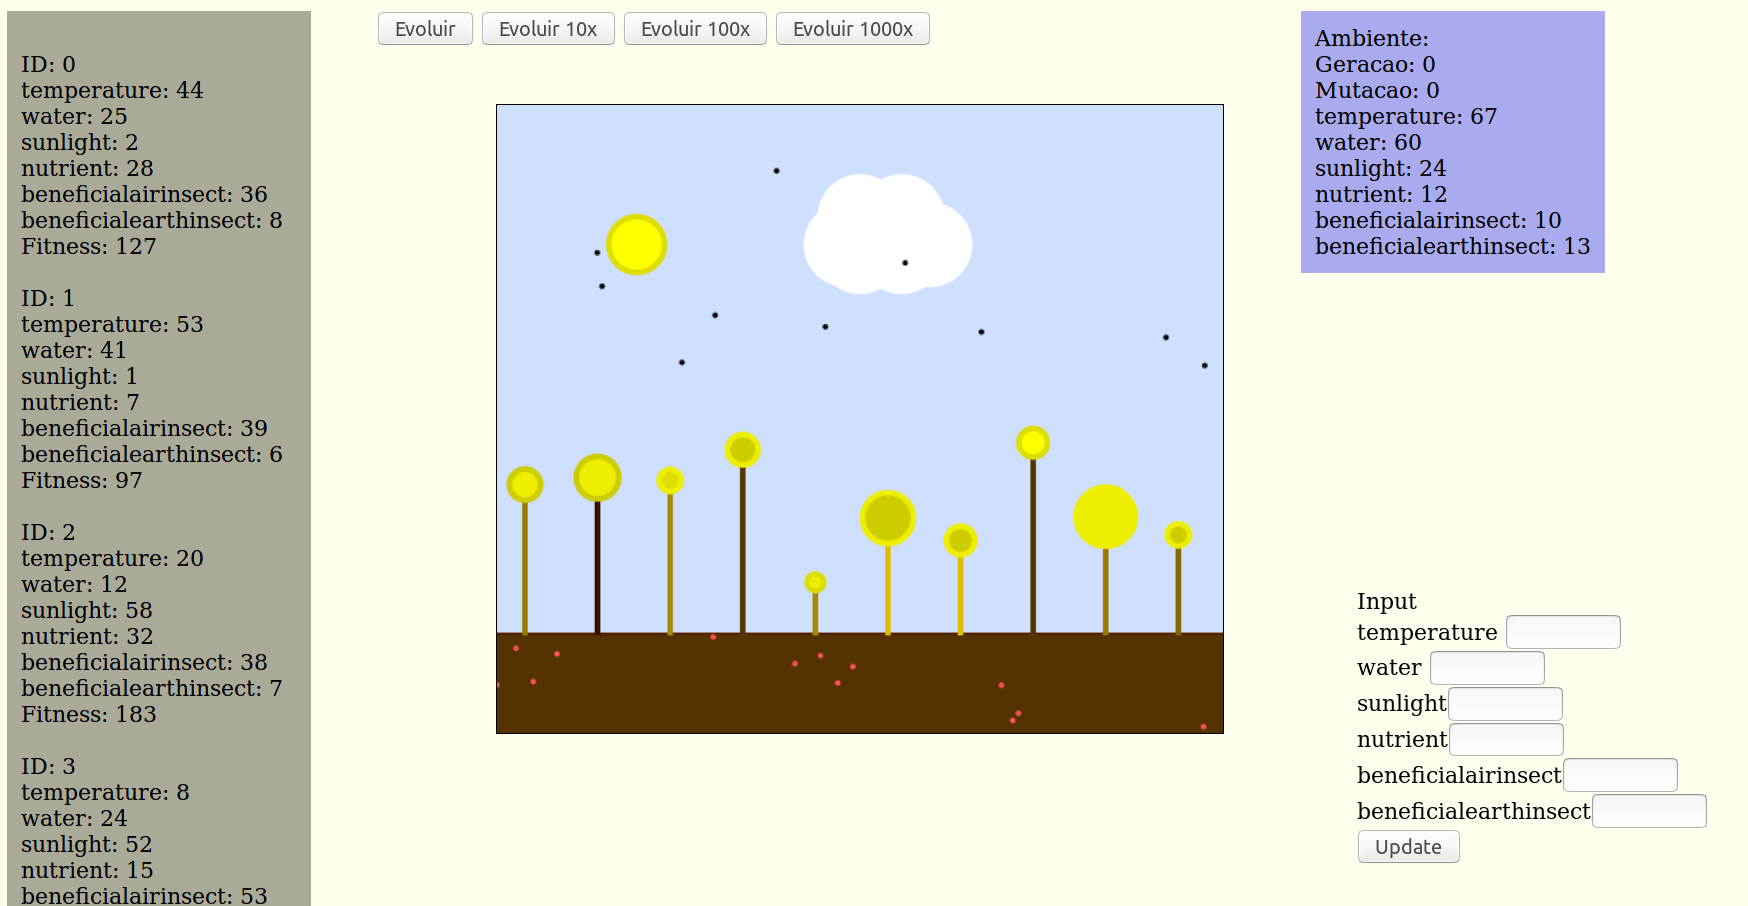 ID: 0
temperature: 44
water: 25
sunlight: 2
nutrient: 28
beneficialairinsect: 36
beneficialearthinsect: 8
Fitness: 127
ID: 1
temperature: 53
water: 41
sunlight: 1
nutrient: 7
beneficialairinsect: 39
beneficialearthinsect: 6
Fitness: 97
ID: 2
temperature: 20
water: 12
sunlight: 58
nutrient: 32
beneficialairinsect: 38
beneficialearthinsect: 7
Fitness: 183
ID: 3
temperature: 8
water: 24
sunlight: 52
nutrient: 15
beneficialairinsect: 53
Evoluir
Evoluir 10x
Evoluir 100x
Evoluir 1000x
Ambiente:
Geracao: 0
Mutacao: 0
temperature: 67
water: 60
sunlight: 24
nutrient: 12
beneficialairinsect: 10
beneficialearthinsect: 13
Input
temperature
water
sunlight
nutrient
beneficialairinsect
beneficialearthinsect
Update